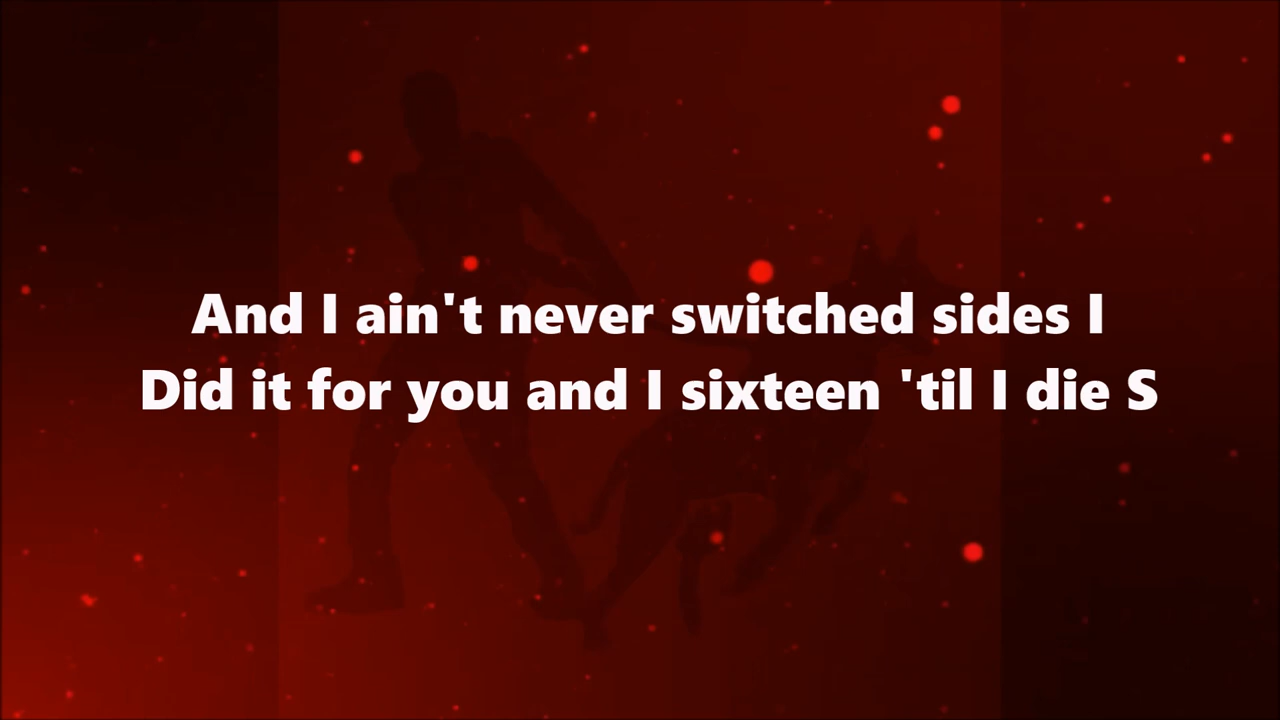 And I ain't never switched sides I
Did it for you and I sixteen 'til I die S